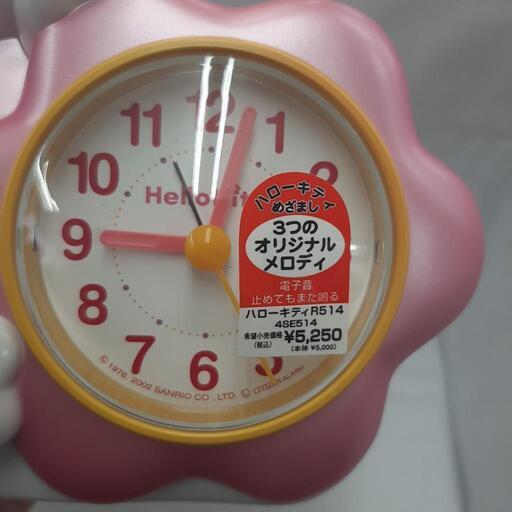 12
11
10
9
8
7
6
Hello
ハローキティ
めざまし
3つの
オリジナル
メロディ
電子音
止めてもまた鳴る
ハローキティR514
4SE514
希望小売価格 ¥5,250
(税込) (本体 ¥5,000)
©1976, 2002 SANRIO CO., LTD. Ⓛ CITIZEN ALARM